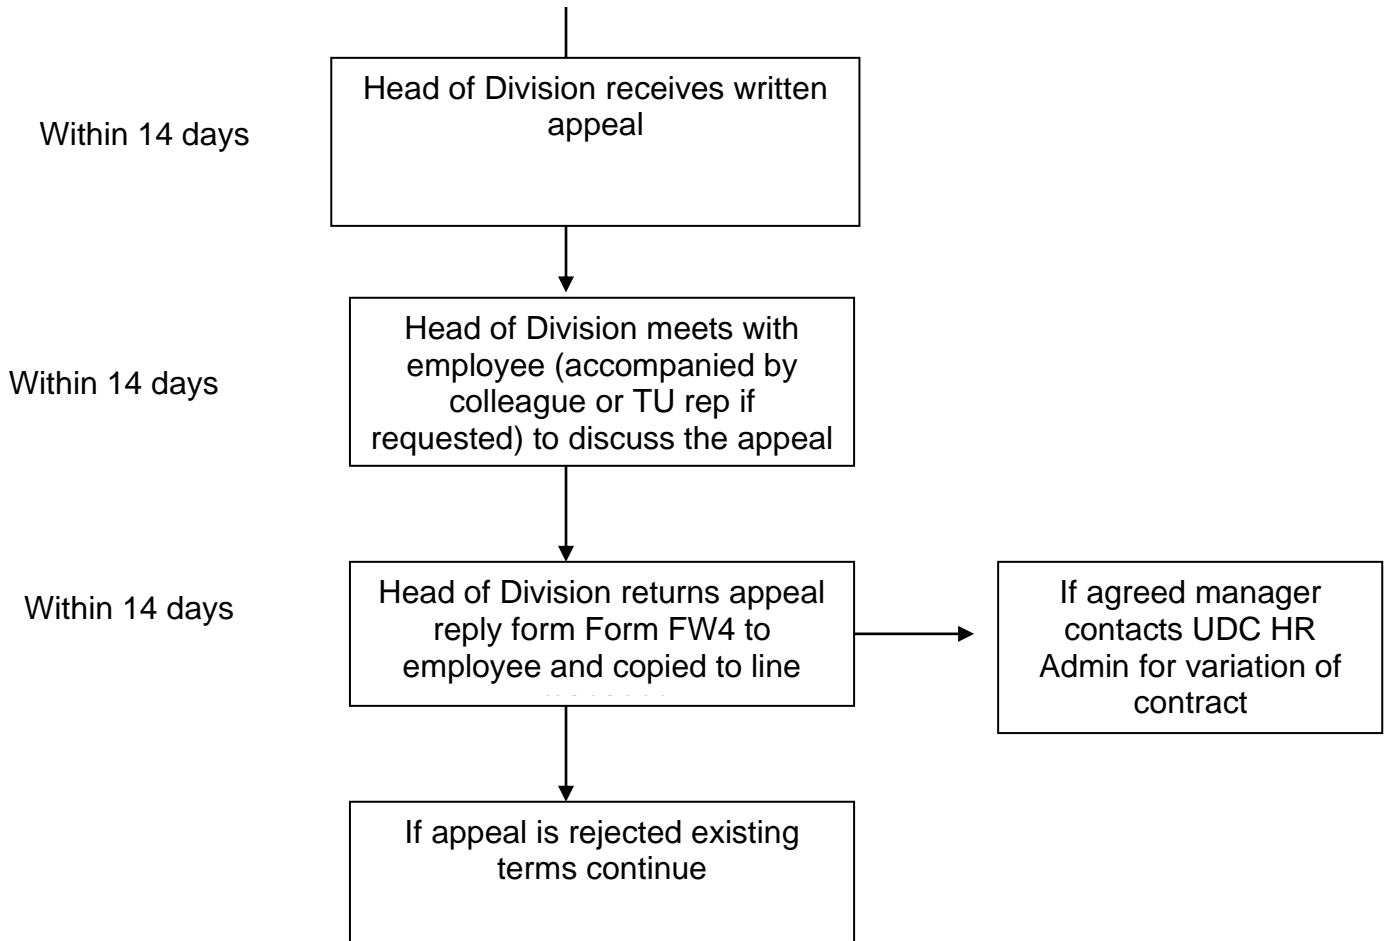 Head of Division receives written
appeal
Within 14 days
Head of Division meets with
employee (accompanied by
colleague or TU rep if
requested) to discuss the appeal
Within 14 days
Head of Division returns appeal
reply form Form FW4 to
employee and copied to line
Within 14 days
If agreed manager
contacts UDC HR
Admin for variation of
contract
If appeal is rejected existing
terms continue